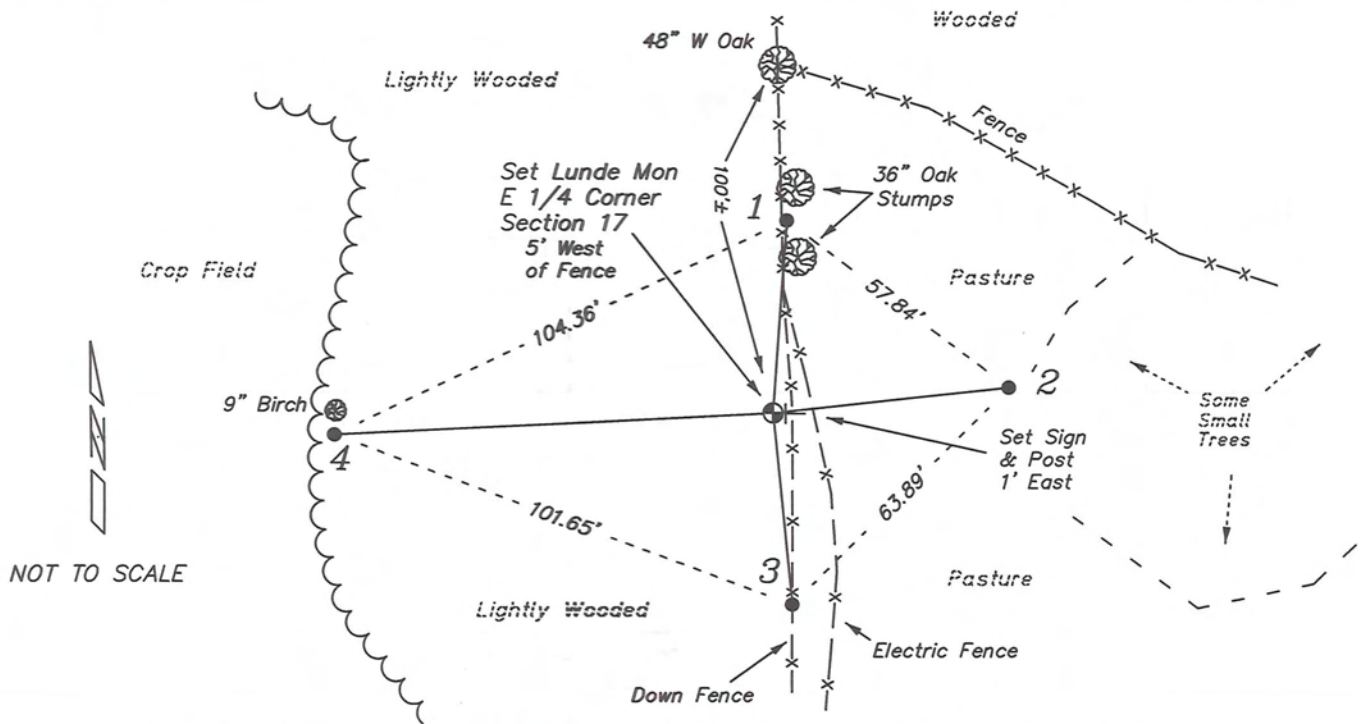 Wooded
48" W Oak
Lightly Wooded
Fence
Set Lunde Mon
E 1/4 Corner
Section 17
5' West
of Fence
100'±
1
36" Oak
Stumps
Crop Field
Pasture
104.36'
57.84'
2
9" Birch
4
Some
Small
Trees
Set Sign
& Post
1' East
N
101.65'
63.89'
NOT TO SCALE
3
Lightly Wooded
Pasture
Electric Fence
Down Fence